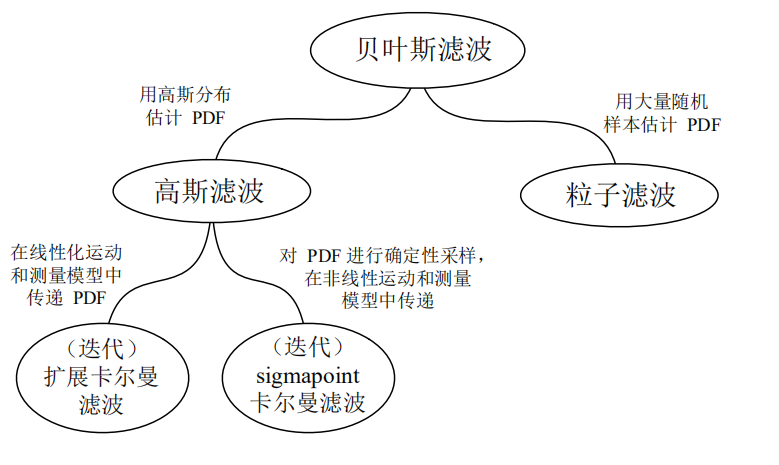 贝叶斯滤波
用高斯分布
估计 PDF
用大量随机
样本估计 PDF
高斯滤波
粒子滤波
在线性化运动
和测量模型中
传递 PDF
对 PDF 进行确定性采样，
在非线性运动和测量
模型中传递
（迭代）
扩展卡尔曼
滤波
（迭代）
sigmapoint
卡尔曼滤波